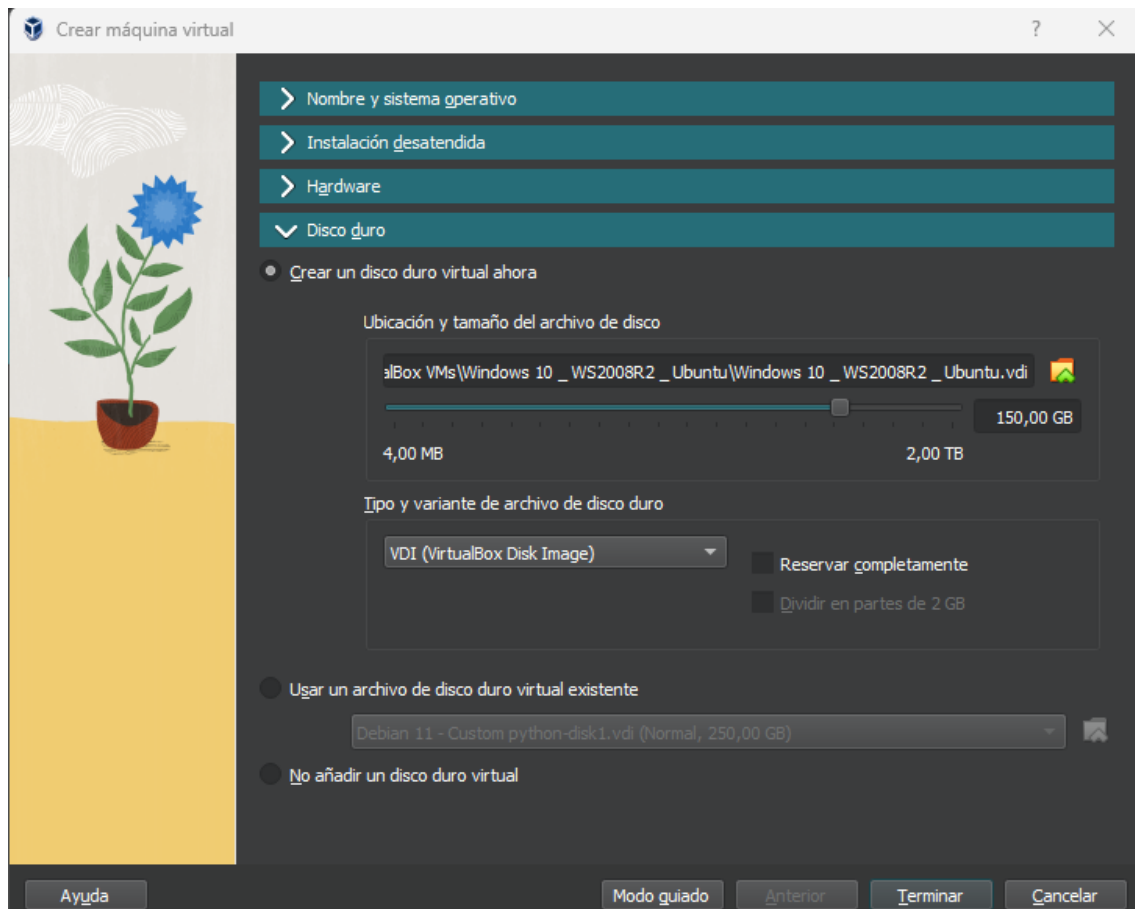 Crear máquina virtual
?
Nombre y sistema operativo
Instalación desatendida
Hardware
Disco duro
Crear un disco duro virtual ahora
Ubicación y tamaño del archivo de disco
alBox VMs\Windows 10 _ WS2008R2 _ Ubuntu\Windows 10 _ WS2008R2 _ Ubuntu.vdi
150,00 GB
4,00 MB 2,00 TB
Tipo y variante de archivo de disco duro
VDI (VirtualBox Disk Image)
Reservar completamente
Dividir en partes de 2 GB
Usar un archivo de disco duro virtual existente
Debian 11 - Custom python-disk1.vdi (Normal, 250,00 GB)
No añadir un disco duro virtual
Ayuda Modo guiado Anterior Terminar Cancelar